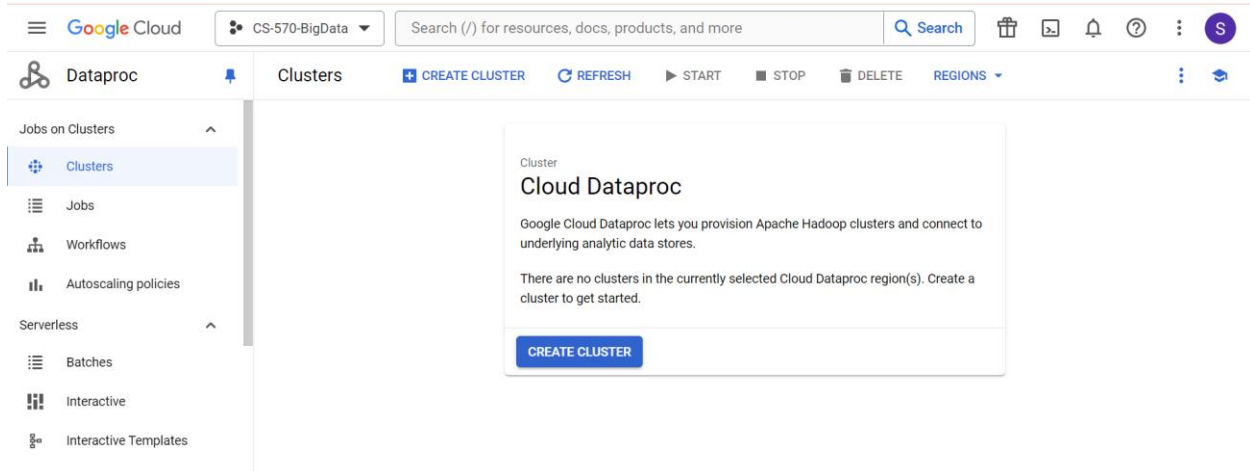 Google Cloud
CS-570-BigData
Search (/) for resources, docs, products, and more
Search
S
Dataproc
Clusters
CREATE CLUSTER
REFRESH
START
STOP
DELETE
REGIONS
Jobs on Clusters
Clusters
Jobs
Workflows
Autoscaling policies
Serverless
Batches
Interactive
Interactive Templates
Cluster
Cloud Dataproc
Google Cloud Dataproc lets you provision Apache Hadoop clusters and connect to
underlying analytic data stores.
There are no clusters in the currently selected Cloud Dataproc region(s). Create a
cluster to get started.
CREATE CLUSTER